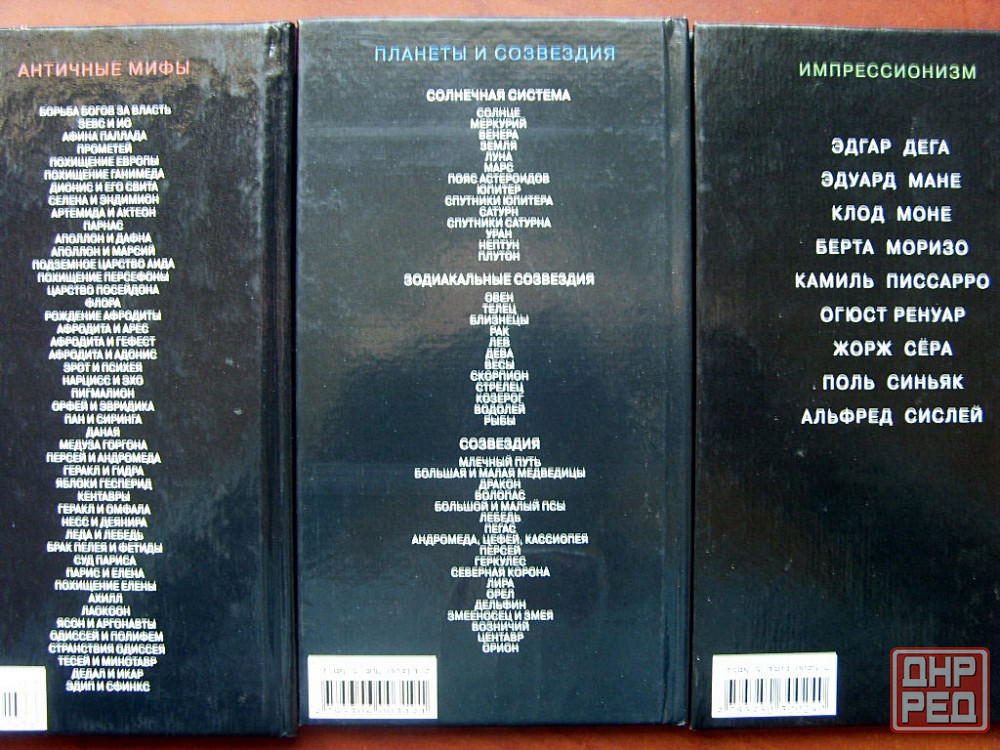 АНТИЧНЫЕ МИФЫ
БОРЬБА БОГОВ ЗА ВЛАСТЬ
ЗЕВС И ИО
АФИНА ПАЛЛАДА
ПРОМЕТЕЙ
ПОХИЩЕНИЕ ЕВРОПЫ
ПОХИЩЕНИЕ ГАНИМЕДА
ДИОНИС И ЕГО СВИТА
СЕЛЕНА И ЭНДИМИОН
АРТЕМИДА И АКТЕОН
ПАРНАС
АПОЛЛОН И ДАФНА
АПОЛЛОН И МАРСИЙ
ПОДЗЕМНОЕ ЦАРСТВО АИДА
ПОХИЩЕНИЕ ПЕРСЕФОНЫ
ЦАРСТВО ПОСЕЙДОНА
ФЛОРА
РОЖДЕНИЕ АФРОДИТЫ
АФРОДИТА И АРЕС
АФРОДИТА И ГЕФЕСТ
АФРОДИТА И АДОНИС
ЭРОТ И ПСИХЕЯ
НАРЦИСС И ЭХО
ПИГМАЛИОН
ОРФЕЙ И ЭВРИДИКА
ПАН И СИРИНГА
ДАНАЯ
МЕДУЗА ГОРГОНА
ПЕРСЕЙ И АНДРОМЕДА
ГЕРАКЛ И ГИДРА
ЯБЛОКИ ГЕСПЕРИД
КЕНТАВРЫ
ГЕРАКЛ И ОМФАЛА
НЕСС И ДЕЯНИРА
ЛЕДА И ЛЕБЕДЬ
БРАК ПЕЛЕЯ И ФЕТИДЫ
СУД ПАРИСА
ПАРИС И ЕЛЕНА
ПОХИЩЕНИЕ ЕЛЕНЫ
АХИЛЛ
ЛАОКООН
ЯСОН И АРГОНАВТЫ
ОДИССЕЙ И ПОЛИФЕМ
СТРАНСТВИЯ ОДИССЕЯ
ТЕСЕЙ И МИНОТАВР
ДЕДАЛ И ИКАР
ЭДИП И СФИНКС
ПЛАНЕТЫ И СОЗВЕЗДИЯ
СОЛНЕЧНАЯ СИСТЕМА
СОЛНЦЕ
МЕРКУРИЙ
ВЕНЕРА
ЗЕМЛЯ
ЛУНА
МАРС
ПОЯС АСТЕРОИДОВ
ЮПИТЕР
СПУТНИКИ ЮПИТЕРА
САТУРН
СПУТНИКИ САТУРНА
УРАН
НЕПТУН
ПЛУТОН
ЗОДИАКАЛЬНЫЕ СОЗВЕЗДИЯ
ОВЕН
ТЕЛЕЦ
БЛИЗНЕЦЫ
РАК
ЛЕВ
ДЕВА
ВЕСЫ
СКОРПИОН
СТРЕЛЕЦ
КОЗЕРОГ
ВОДОЛЕЙ
РЫБЫ
СОЗВЕЗДИЯ
МЛЕЧНЫЙ ПУТЬ
БОЛЬШАЯ И МАЛАЯ МЕДВЕДИЦЫ
ДРАКОН
ВОЛОПАС
БОЛЬШОЙ И МАЛЫЙ ПСЫ
ЛЕБЕДЬ
ПЕГАС
АНДРОМЕДА, ЦЕФЕЙ, КАССИОПЕЯ
ПЕРСЕЙ
ГЕРКУЛЕС
СЕВЕРНАЯ КОРОНА
ЛИРА
ОРЕЛ
ДЕЛЬФИН
ЗМЕЕНОСЕЦ И ЗМЕЯ
ВОЗНИЧИЙ
ЦЕНТАВР
ОРИОН
ИМПРЕССИОНИЗМ
ЭДГАР ДЕГА
ЭДУАРД МАНЕ
КЛОД МОНЕ
БЕРТА МОРИЗО
КАМИЛЬ ПИССАРРО
ОГЮСТ РЕНУАР
ЖОРЖ СЁРА
ПОЛЬ СИНЬЯК
АЛЬФРЕД СИСЛЕЙ
ДНР
РЕД